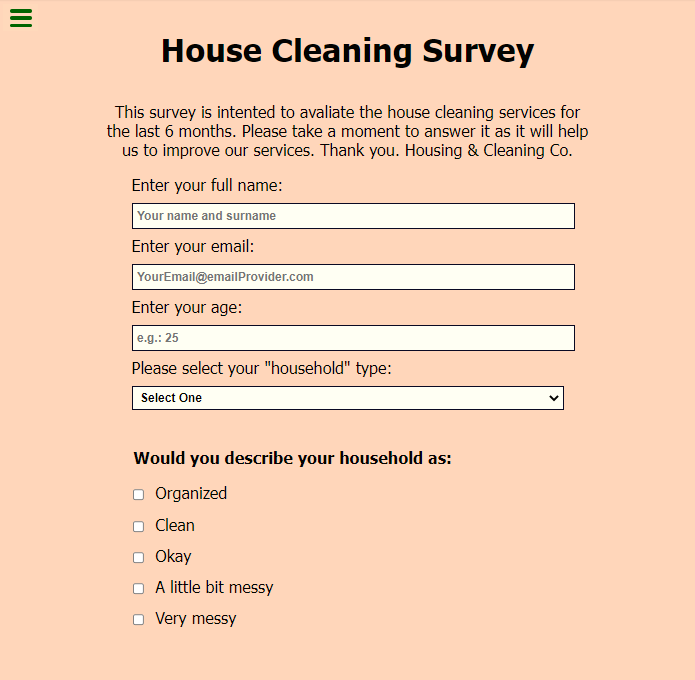 House Cleaning Survey
This survey is intented to avaliate the house cleaning services for
the last 6 months. Please take a moment to answer it as it will help
us to improve our services. Thank you. Housing & Cleaning Co.
Enter your full name:
Your name and surname
Enter your email:
YourEmail@emailProvider.com
Enter your age:
e.g.: 25
Please select your "household" type:
Select One
Would you describe your household as:
Organized
Clean
Okay
A little bit messy
Very messy